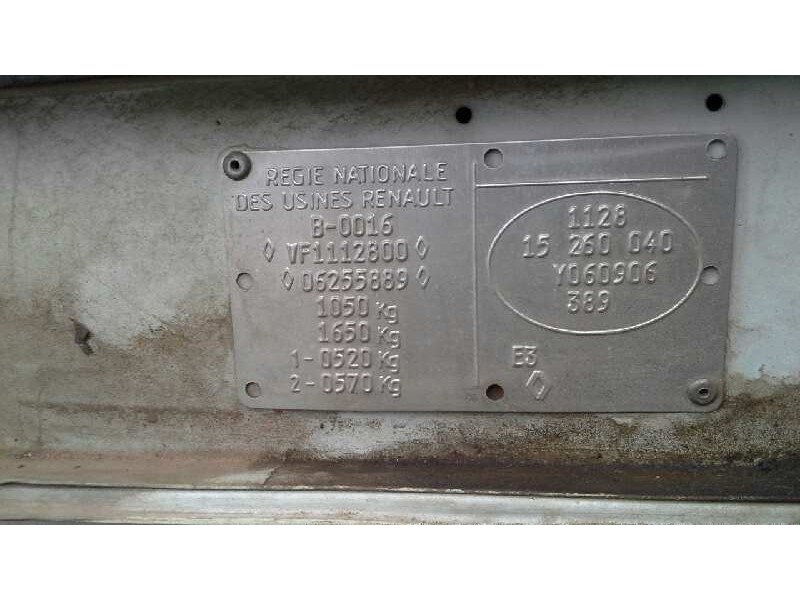 REGIE NATIONALE
DES USINES RENAULT
B-0016
◊ VF1112800 ◊
◊ 06255889 ◊
1050 Kg
1650 Kg
1-0520 Kg
2-0570 Kg
1128
15 260 040
Y060906
389
E3